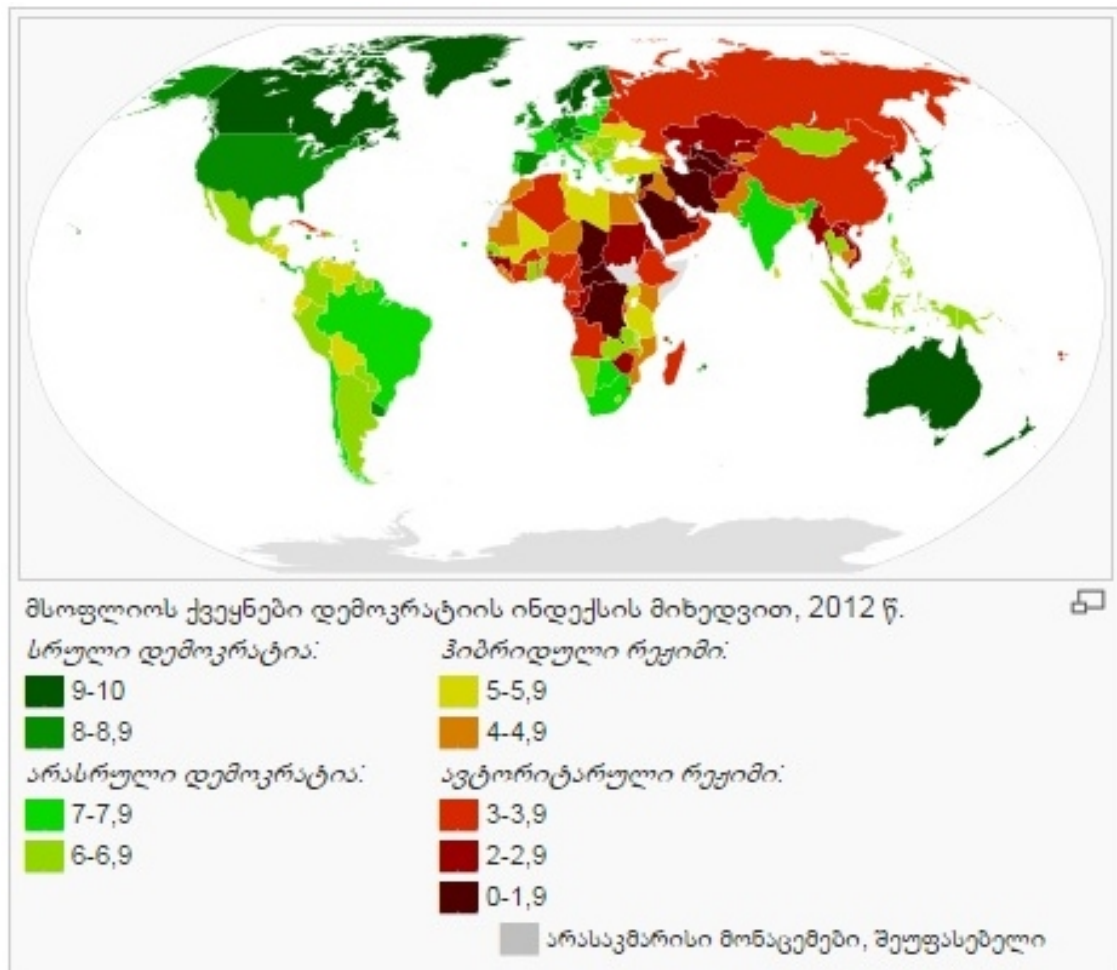 მსოფლიოს ქვეყნები დემოკრატიის ინდექსის მიხედვით, 2012 წ.
სრული დემოკრატია:
9-10
8-8,9
არასრული დემოკრატია:
7-7,9
6-6,9
ჰიბრიდული რეჟიმი:
5-5,9
4-4,9
ავტორიტარული რეჟიმი:
3-3,9
2-2,9
0-1,9
არასაკმარისი მონაცემები, შეუფასებელი